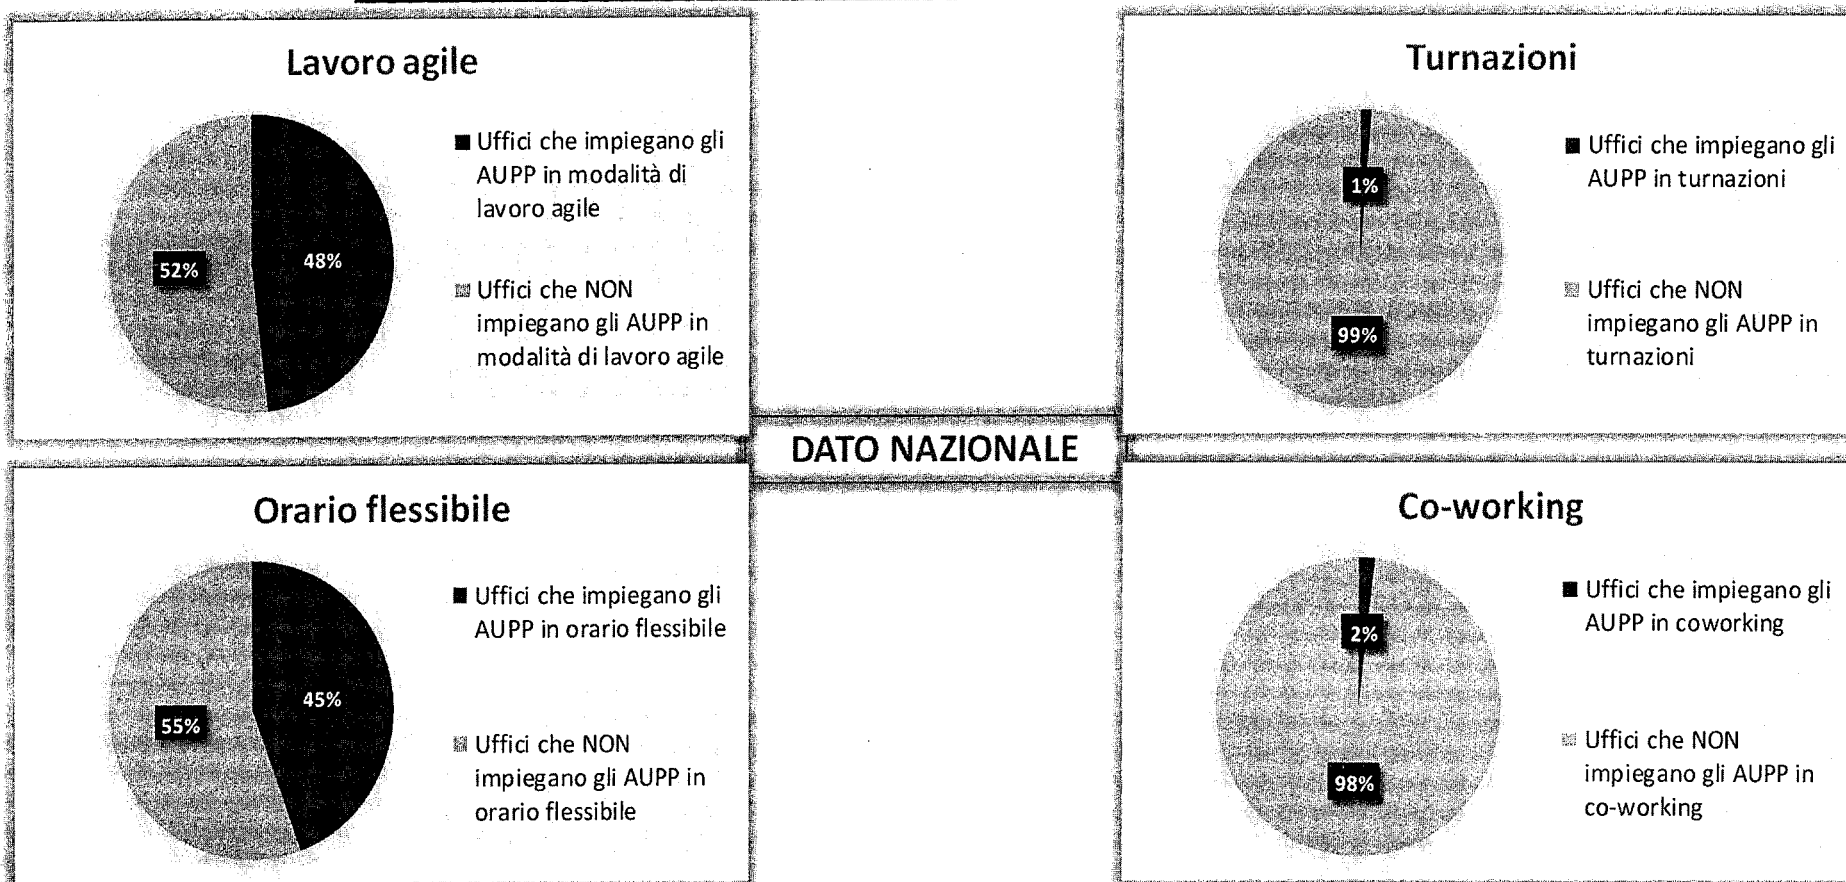 Lavoro agile
52%
48%
Uffici che impiegano gli
AUPP in modalità di
lavoro agile
Uffici che NON
impiegano gli AUPP in
modalità di lavoro agile
Turnazioni
1%
99%
Uffici che impiegano gli
AUPP in turnazioni
Uffici che NON
impiegano gli AUPP in
turnazioni
DATO NAZIONALE
Orario flessibile
55%
45%
Uffici che impiegano gli
AUPP in orario flessibile
Uffici che NON
impiegano gli AUPP in
orario flessibile
Co-working
2%
98%
Uffici che impiegano gli
AUPP in coworking
Uffici che NON
impiegano gli AUPP in
co-working